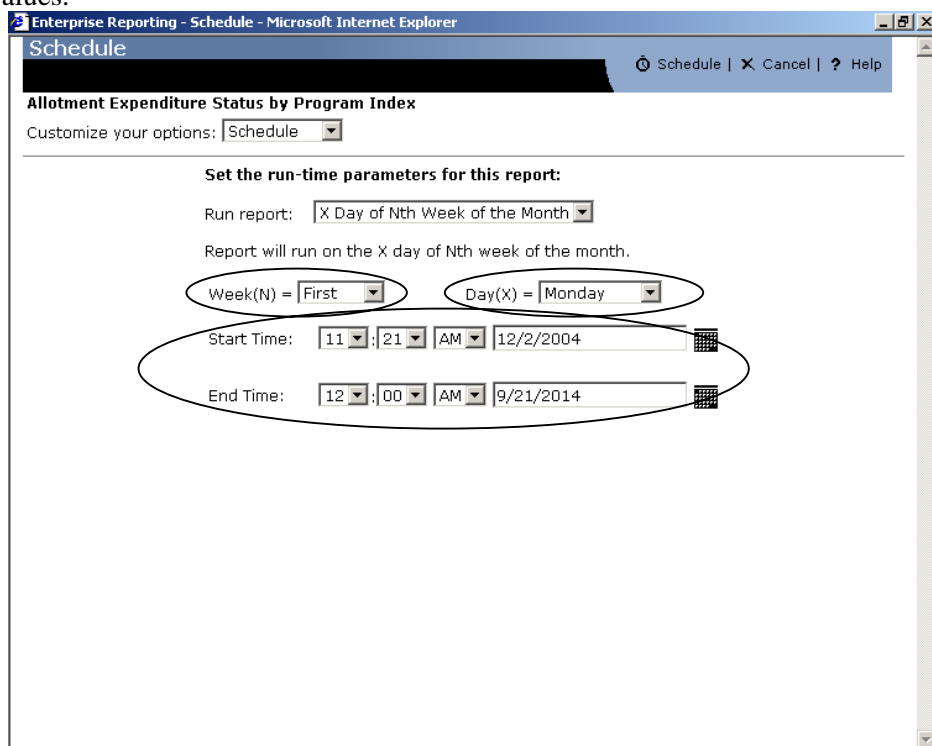 alues.
Enterprise Reporting - Schedule - Microsoft Internet Explorer
Schedule
Schedule | X Cancel | ? Help
Allotment Expenditure Status by Program Index
Customize your options: Schedule
Set the run-time parameters for this report:
Run report: X Day of Nth Week of the Month
Report will run on the X day of Nth week of the month.
Week(N) = First Day(X) = Monday
Start Time: 11 : 21 AM 12/2/2004
End Time: 12 : 00 AM 9/21/2014